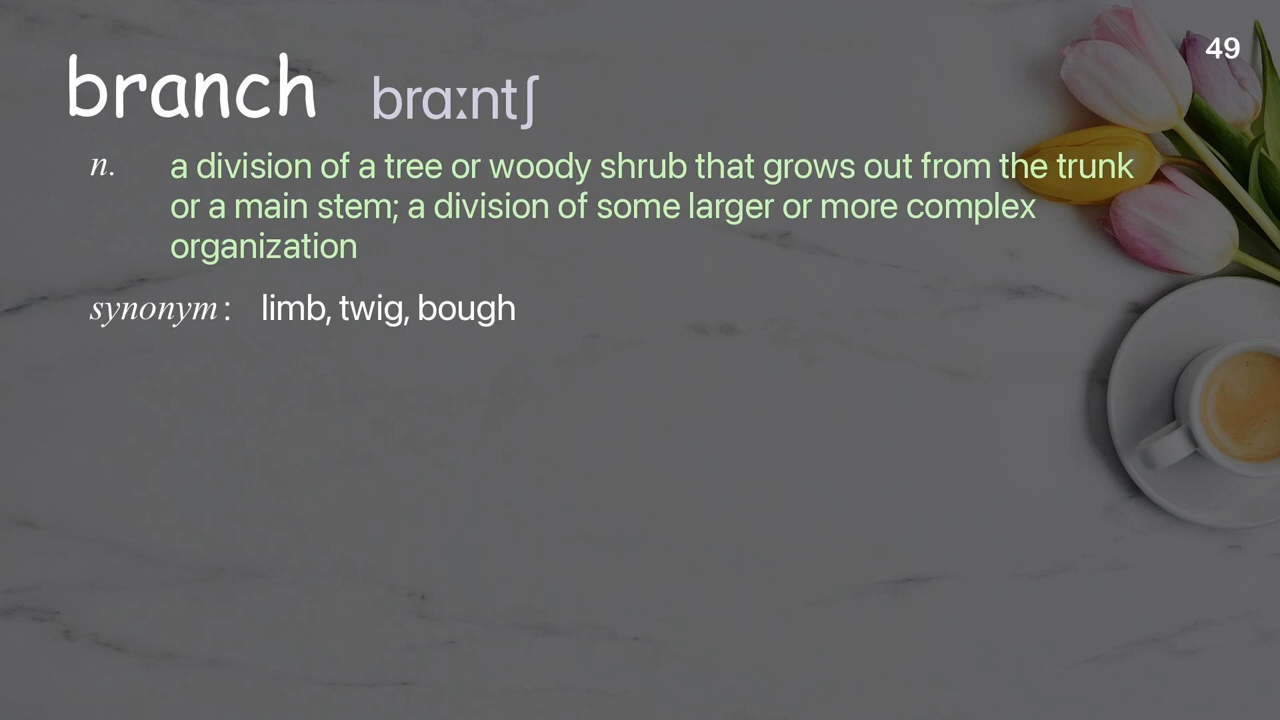 49
branch brɑːntʃ
n. a division of a tree or woody shrub that grows out from the trunk
or a main stem; a division of some larger or more complex
organization
synonym: limb, twig, bough